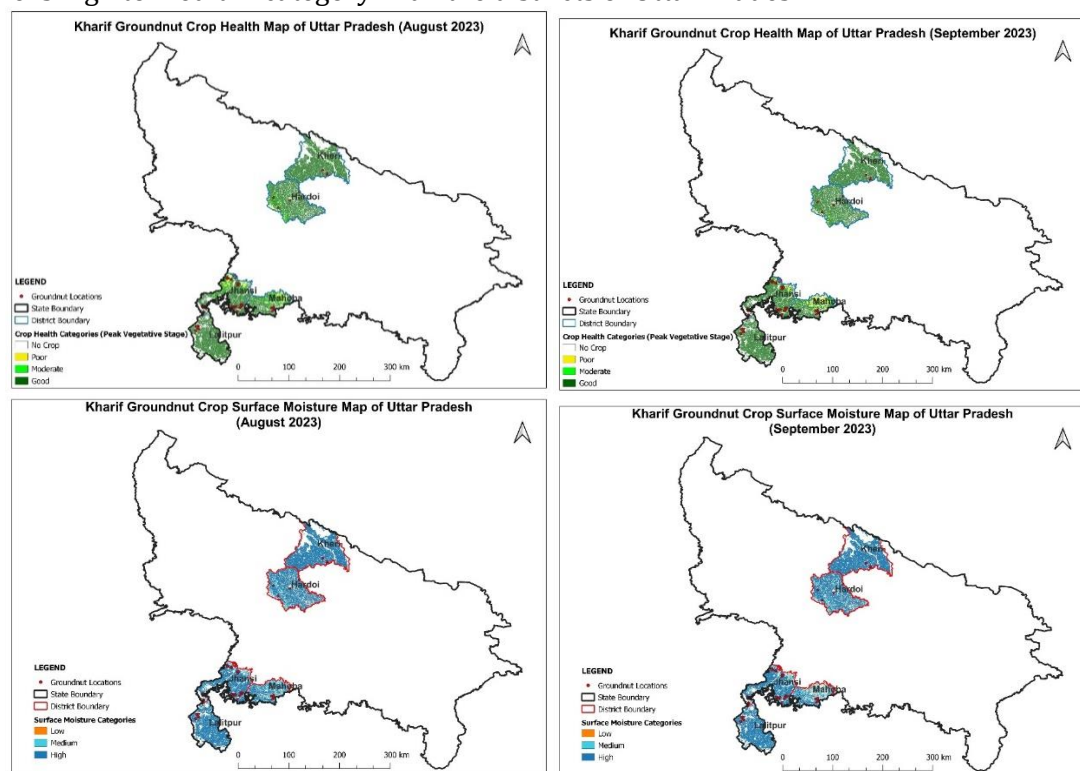 Kharif Groundnut Crop Health Map of Uttar Pradesh (August 2023)
Kheri
Hardoi
Jhansi
Mahoba
Lalitpur
LEGEND
Groundnut Locations
State Boundary
District Boundary
Crop Health Categories (Peak Vegetative Stage)
No Crop
Poor
Moderate
Good
0 100 200 300 km
Kharif Groundnut Crop Health Map of Uttar Pradesh (September 2023)
Kheri
Hardoi
Jhansi
Mahoba
Lalitpur
LEGEND
Groundnut Locations
State Boundary
District Boundary
Crop Health Categories (Peak Vegetative Stage)
No Crop
Poor
Moderate
Good
0 100 200 300 km
Kharif Groundnut Crop Surface Moisture Map of Uttar Pradesh
(August 2023)
Kheri
Hardoi
Jhansi
Mahoba
Lalitpur
LEGEND
Groundnut Locations
State Boundary
District Boundary
Surface Moisture Categories
Low
Medium
High
0 100 200 300 km
Kharif Groundnut Crop Surface Moisture Map of Uttar Pradesh
(September 2023)
Kheri
Hardoi
Jhansi
Mahoba
Lalitpur
LEGEND
Groundnut Locations
State Boundary
District Boundary
Surface Moisture Categories
Low
Medium
High
0 100 200 300 km